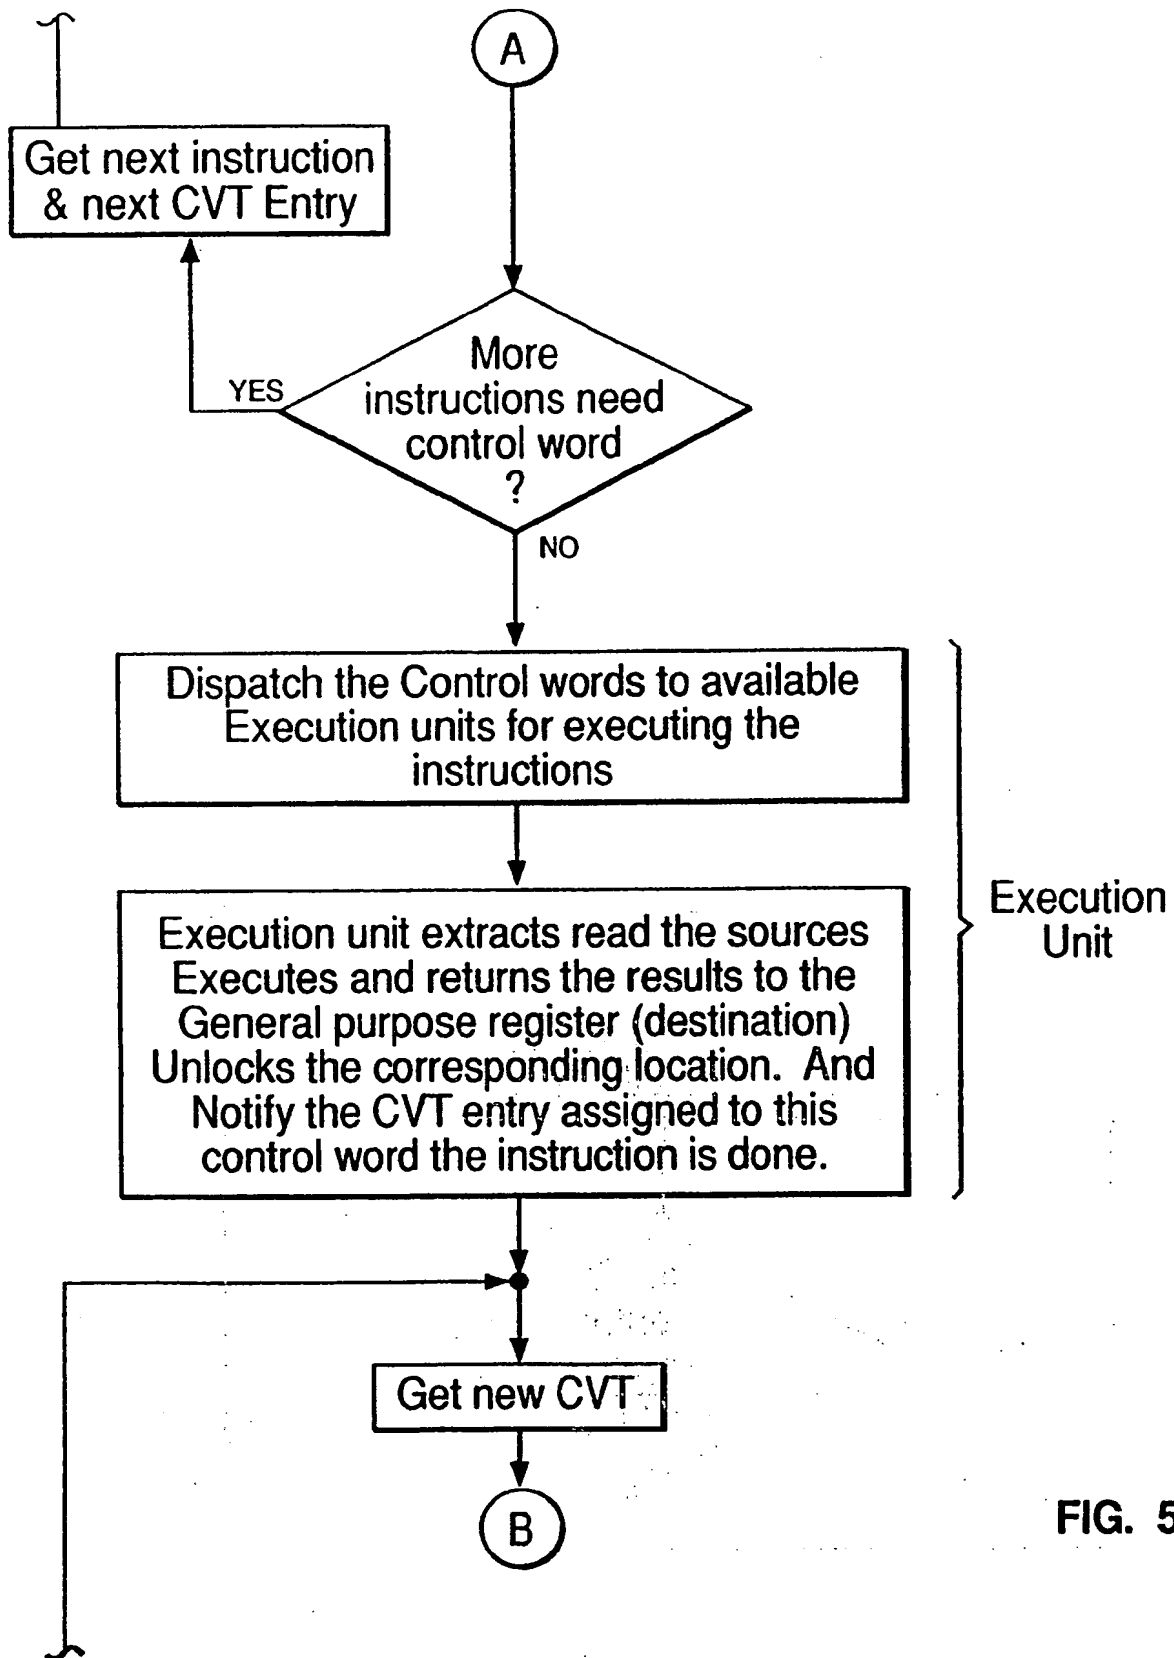 A
Get next instruction
& next CVT Entry
More
instructions need
control word
?
YES
NO
Dispatch the Control words to available
Execution units for executing the
instructions
Execution unit extracts read the sources
Executes and returns the results to the
General purpose register (destination)
Unlocks the corresponding location. And
Notify the CVT entry assigned to this
control word the instruction is done.
Execution
Unit
Get new CVT
B
FIG. 5